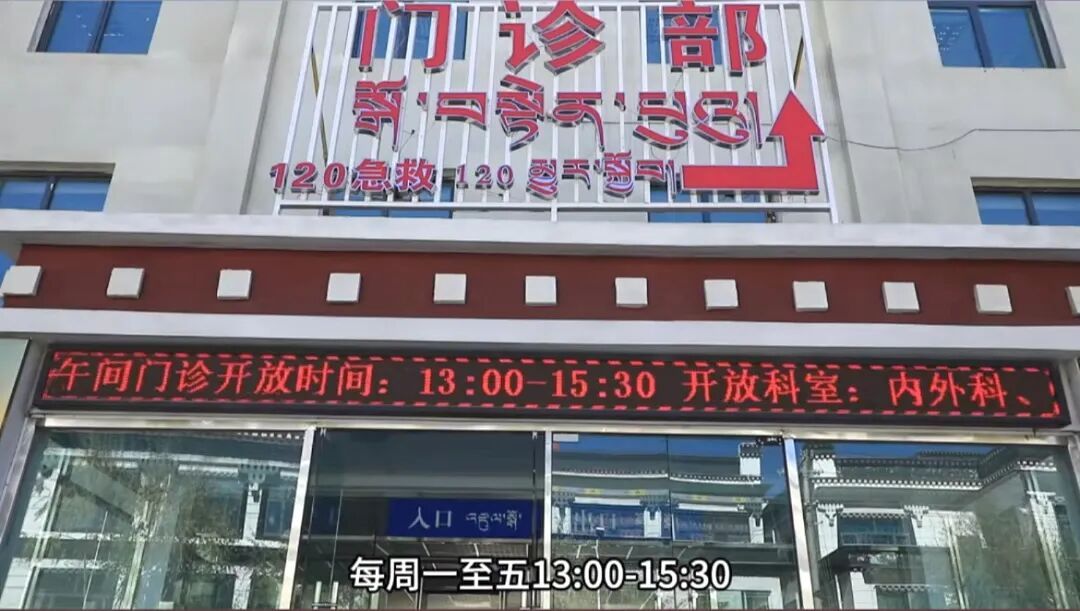 门诊部
120急救 120
午间门诊开放时间：13:00-15:30 开放科室：内外科、
入口 འཛུལ་སྒོ།
每周一至五13:00-15:30